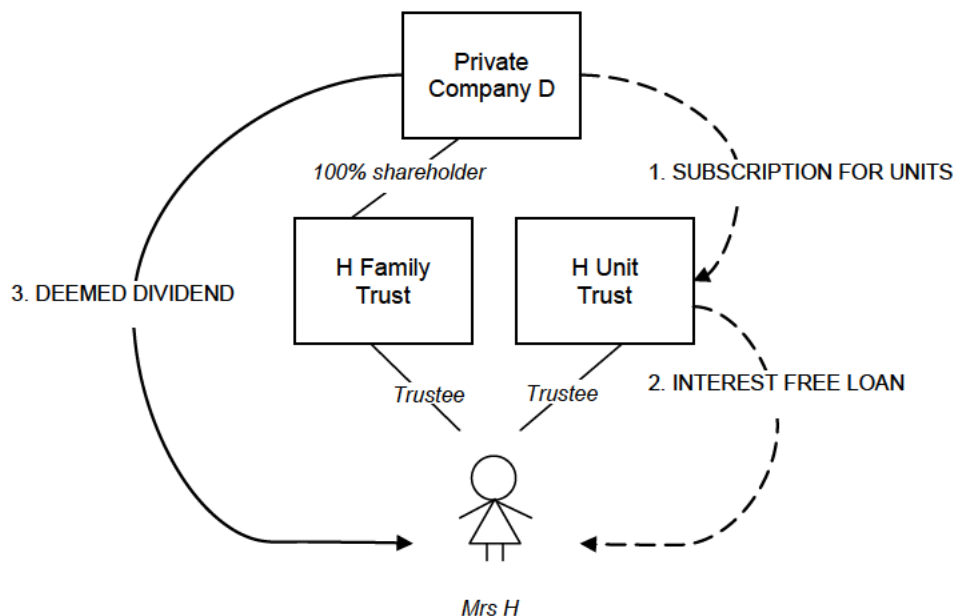 Private
Company D
100% shareholder
1. SUBSCRIPTION FOR UNITS
H Family
Trust
H Unit
Trust
3. DEEMED DIVIDEND
Trustee
Trustee
2. INTEREST FREE LOAN
Mrs H